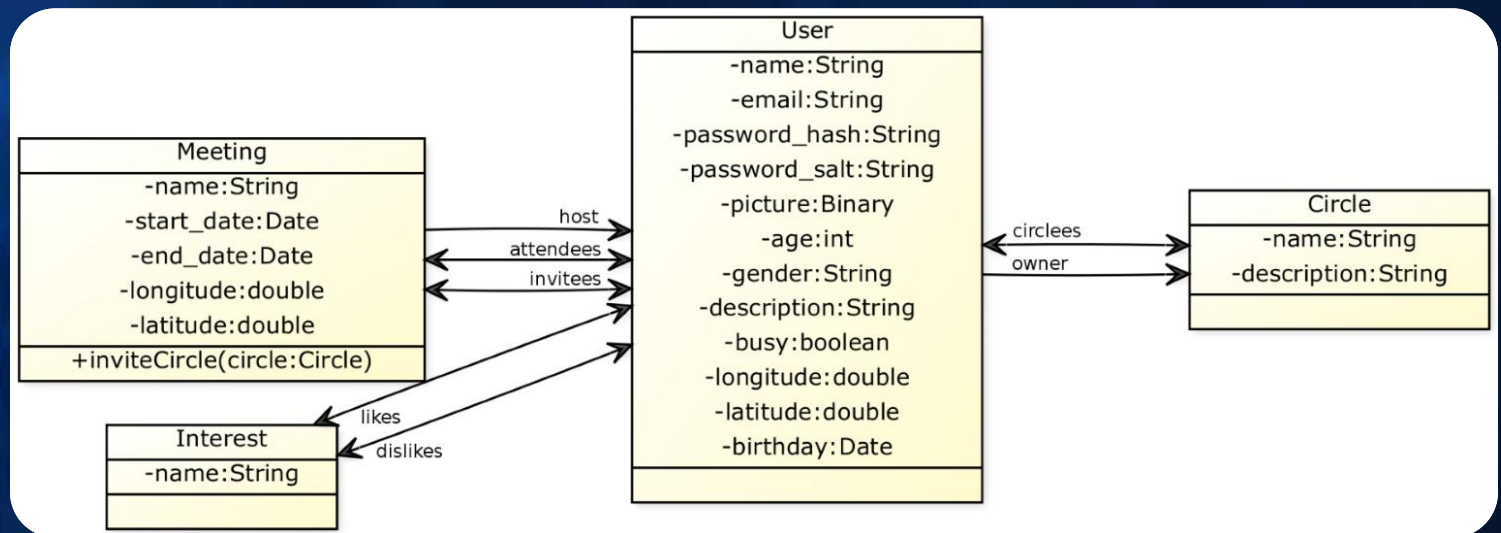 Meeting
-name:String
-start_date:Date
-end_date:Date
-longitude:double
-latitude:double
+inviteCircle(circle:Circle)
Interest
-name:String
host
attendees
invitees
likes
dislikes
User
-name:String
-email:String
-password_hash:String
-password_salt:String
-picture:Binary
-age:int
-gender:String
-description:String
-busy:boolean
-longitude:double
-latitude:double
-birthday:Date
circlees
owner
Circle
-name:String
-description:String